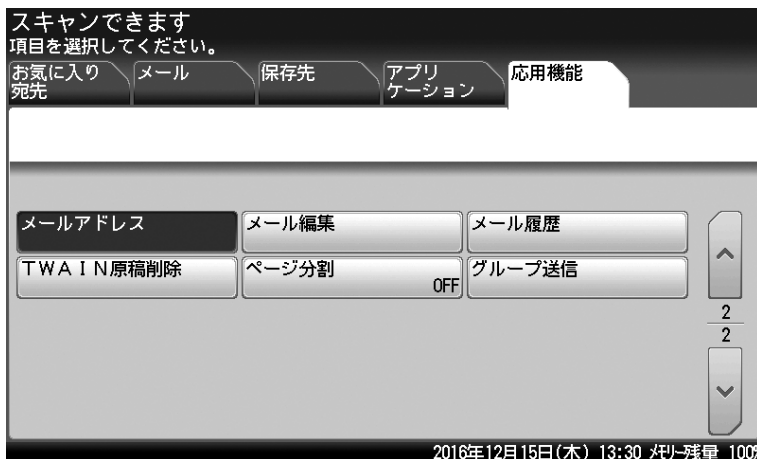 スキャンできます
項目を選択してください。
お気に入り
宛先
メール
保存先
アプリ
ケーション
応用機能
メールアドレス
メール編集
メール履歴
TWAIN原稿削除
ページ分割
OFF
グループ送信
2
2
2016年12月15日(木) 13:30 メモリー残量 100%